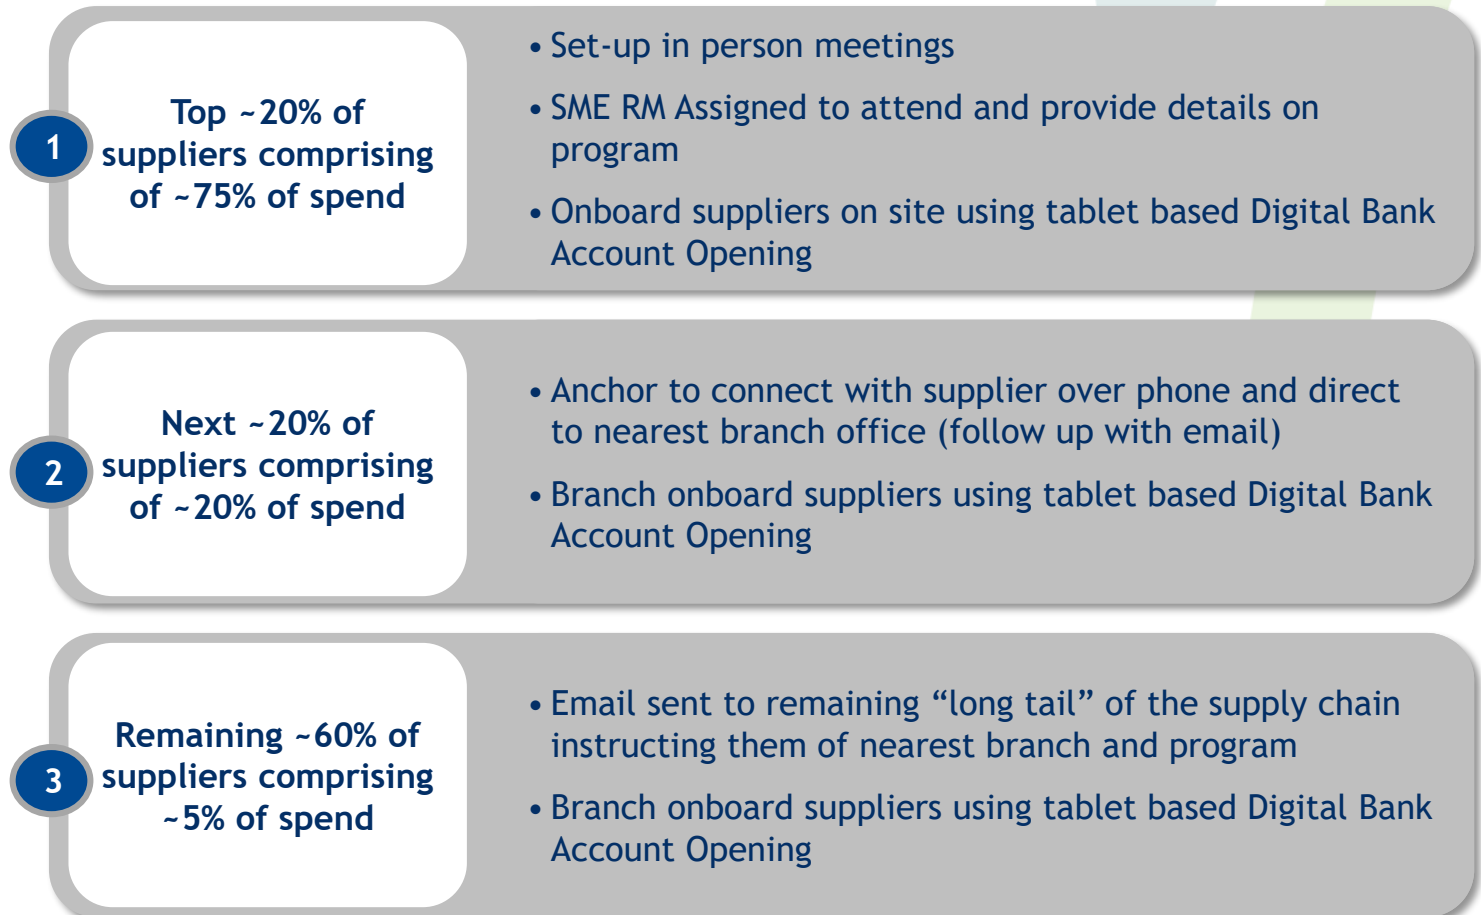 1
Top ~20% of
suppliers comprising
of ~75% of spend
• Set-up in person meetings
• SME RM Assigned to attend and provide details on
program
• Onboard suppliers on site using tablet based Digital Bank
Account Opening
2
Next ~20% of
suppliers comprising
of ~20% of spend
• Anchor to connect with supplier over phone and direct
to nearest branch office (follow up with email)
• Branch onboard suppliers using tablet based Digital Bank
Account Opening
3
Remaining ~60% of
suppliers comprising
~5% of spend
• Email sent to remaining “long tail” of the supply chain
instructing them of nearest branch and program
• Branch onboard suppliers using tablet based Digital Bank
Account Opening